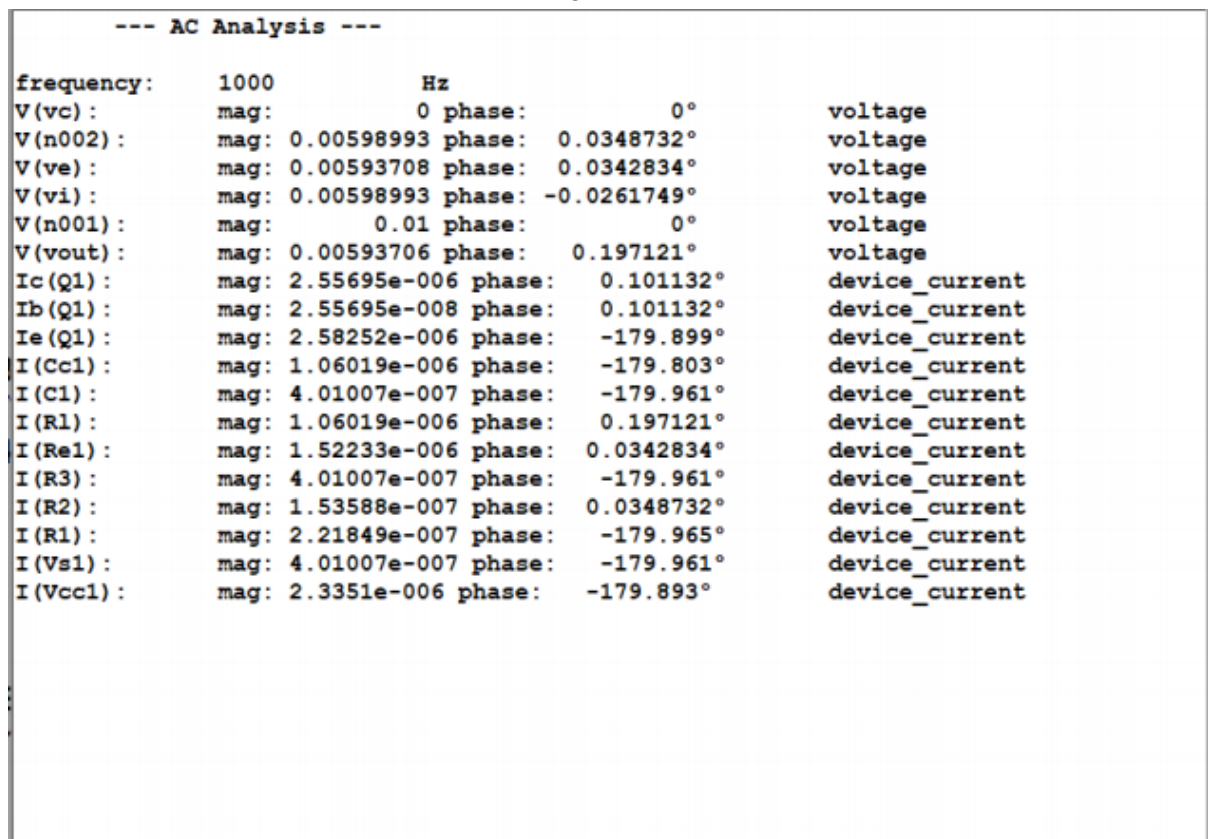 --- AC Analysis ---
frequency: 1000 Hz
V(vc): mag: 0 phase: 0° voltage
V(n002): mag: 0.00598993 phase: 0.0348732° voltage
V(ve): mag: 0.00593708 phase: 0.0342834° voltage
V(vi): mag: 0.00598993 phase: -0.0261749° voltage
V(n001): mag: 0.01 phase: 0° voltage
V(vout): mag: 0.00593706 phase: 0.197121° voltage
Ic(Q1): mag: 2.55695e-006 phase: 0.101132° device_current
Ib(Q1): mag: 2.55695e-008 phase: 0.101132° device_current
Ie(Q1): mag: 2.58252e-006 phase: -179.899° device_current
I(Cc1): mag: 1.06019e-006 phase: -179.803° device_current
I(C1): mag: 4.01007e-007 phase: -179.961° device_current
I(Rl): mag: 1.06019e-006 phase: 0.197121° device_current
I(Re1): mag: 1.52233e-006 phase: 0.0342834° device_current
I(R3): mag: 4.01007e-007 phase: -179.961° device_current
I(R2): mag: 1.53588e-007 phase: 0.0348732° device_current
I(R1): mag: 2.21849e-007 phase: -179.965° device_current
I(Vs1): mag: 4.01007e-007 phase: -179.961° device_current
I(Vcc1): mag: 2.3351e-006 phase: -179.893° device_current